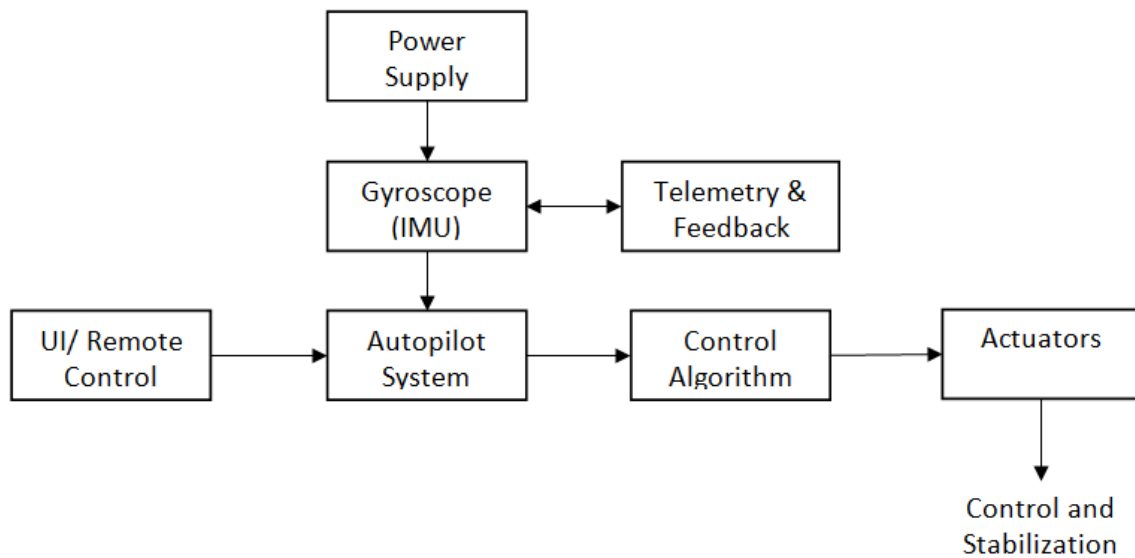 Power
Supply
Gyroscope
(IMU)
Telemetry &
Feedback
UI/ Remote
Control
Autopilot
System
Control
Algorithm
Actuators
Control and
Stabilization